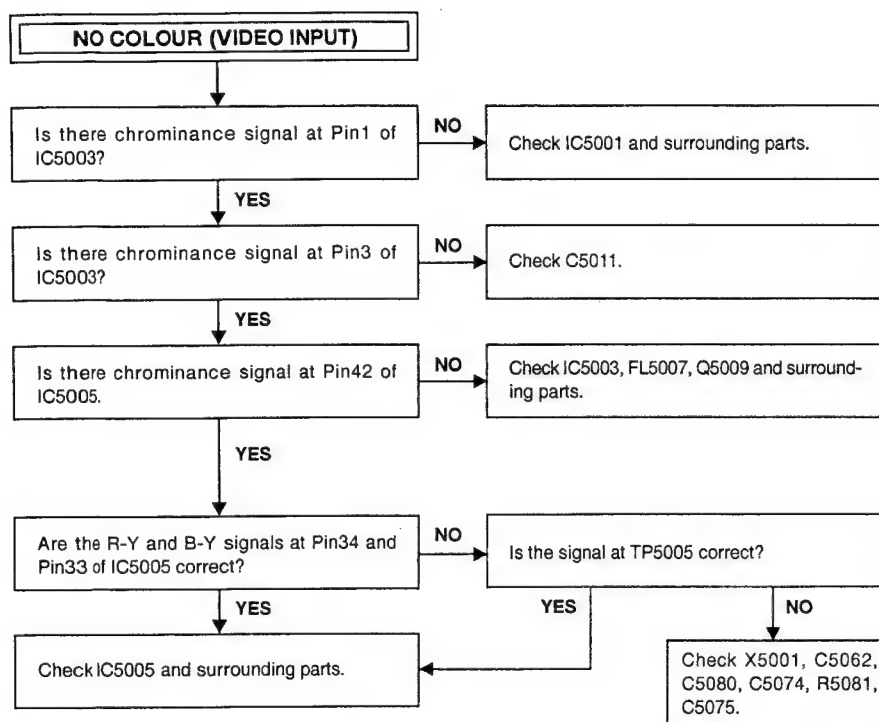 NO COLOUR (VIDEO INPUT)
Is there chrominance signal at Pin1 of
IC5003?
NO
Check IC5001 and surrounding parts.
YES
Is there chrominance signal at Pin3 of
IC5003?
NO
Check C5011.
YES
Is there chrominance signal at Pin42 of
IC5005.
NO
Check IC5003, FL5007, Q5009 and surround-
ing parts.
YES
Are the R-Y and B-Y signals at Pin34 and
Pin33 of IC5005 correct?
NO
Is the signal at TP5005 correct?
YES
YES
NO
Check IC5005 and surrounding parts.
Check X5001, C5062,
C5080, C5074, R5081,
C5075.